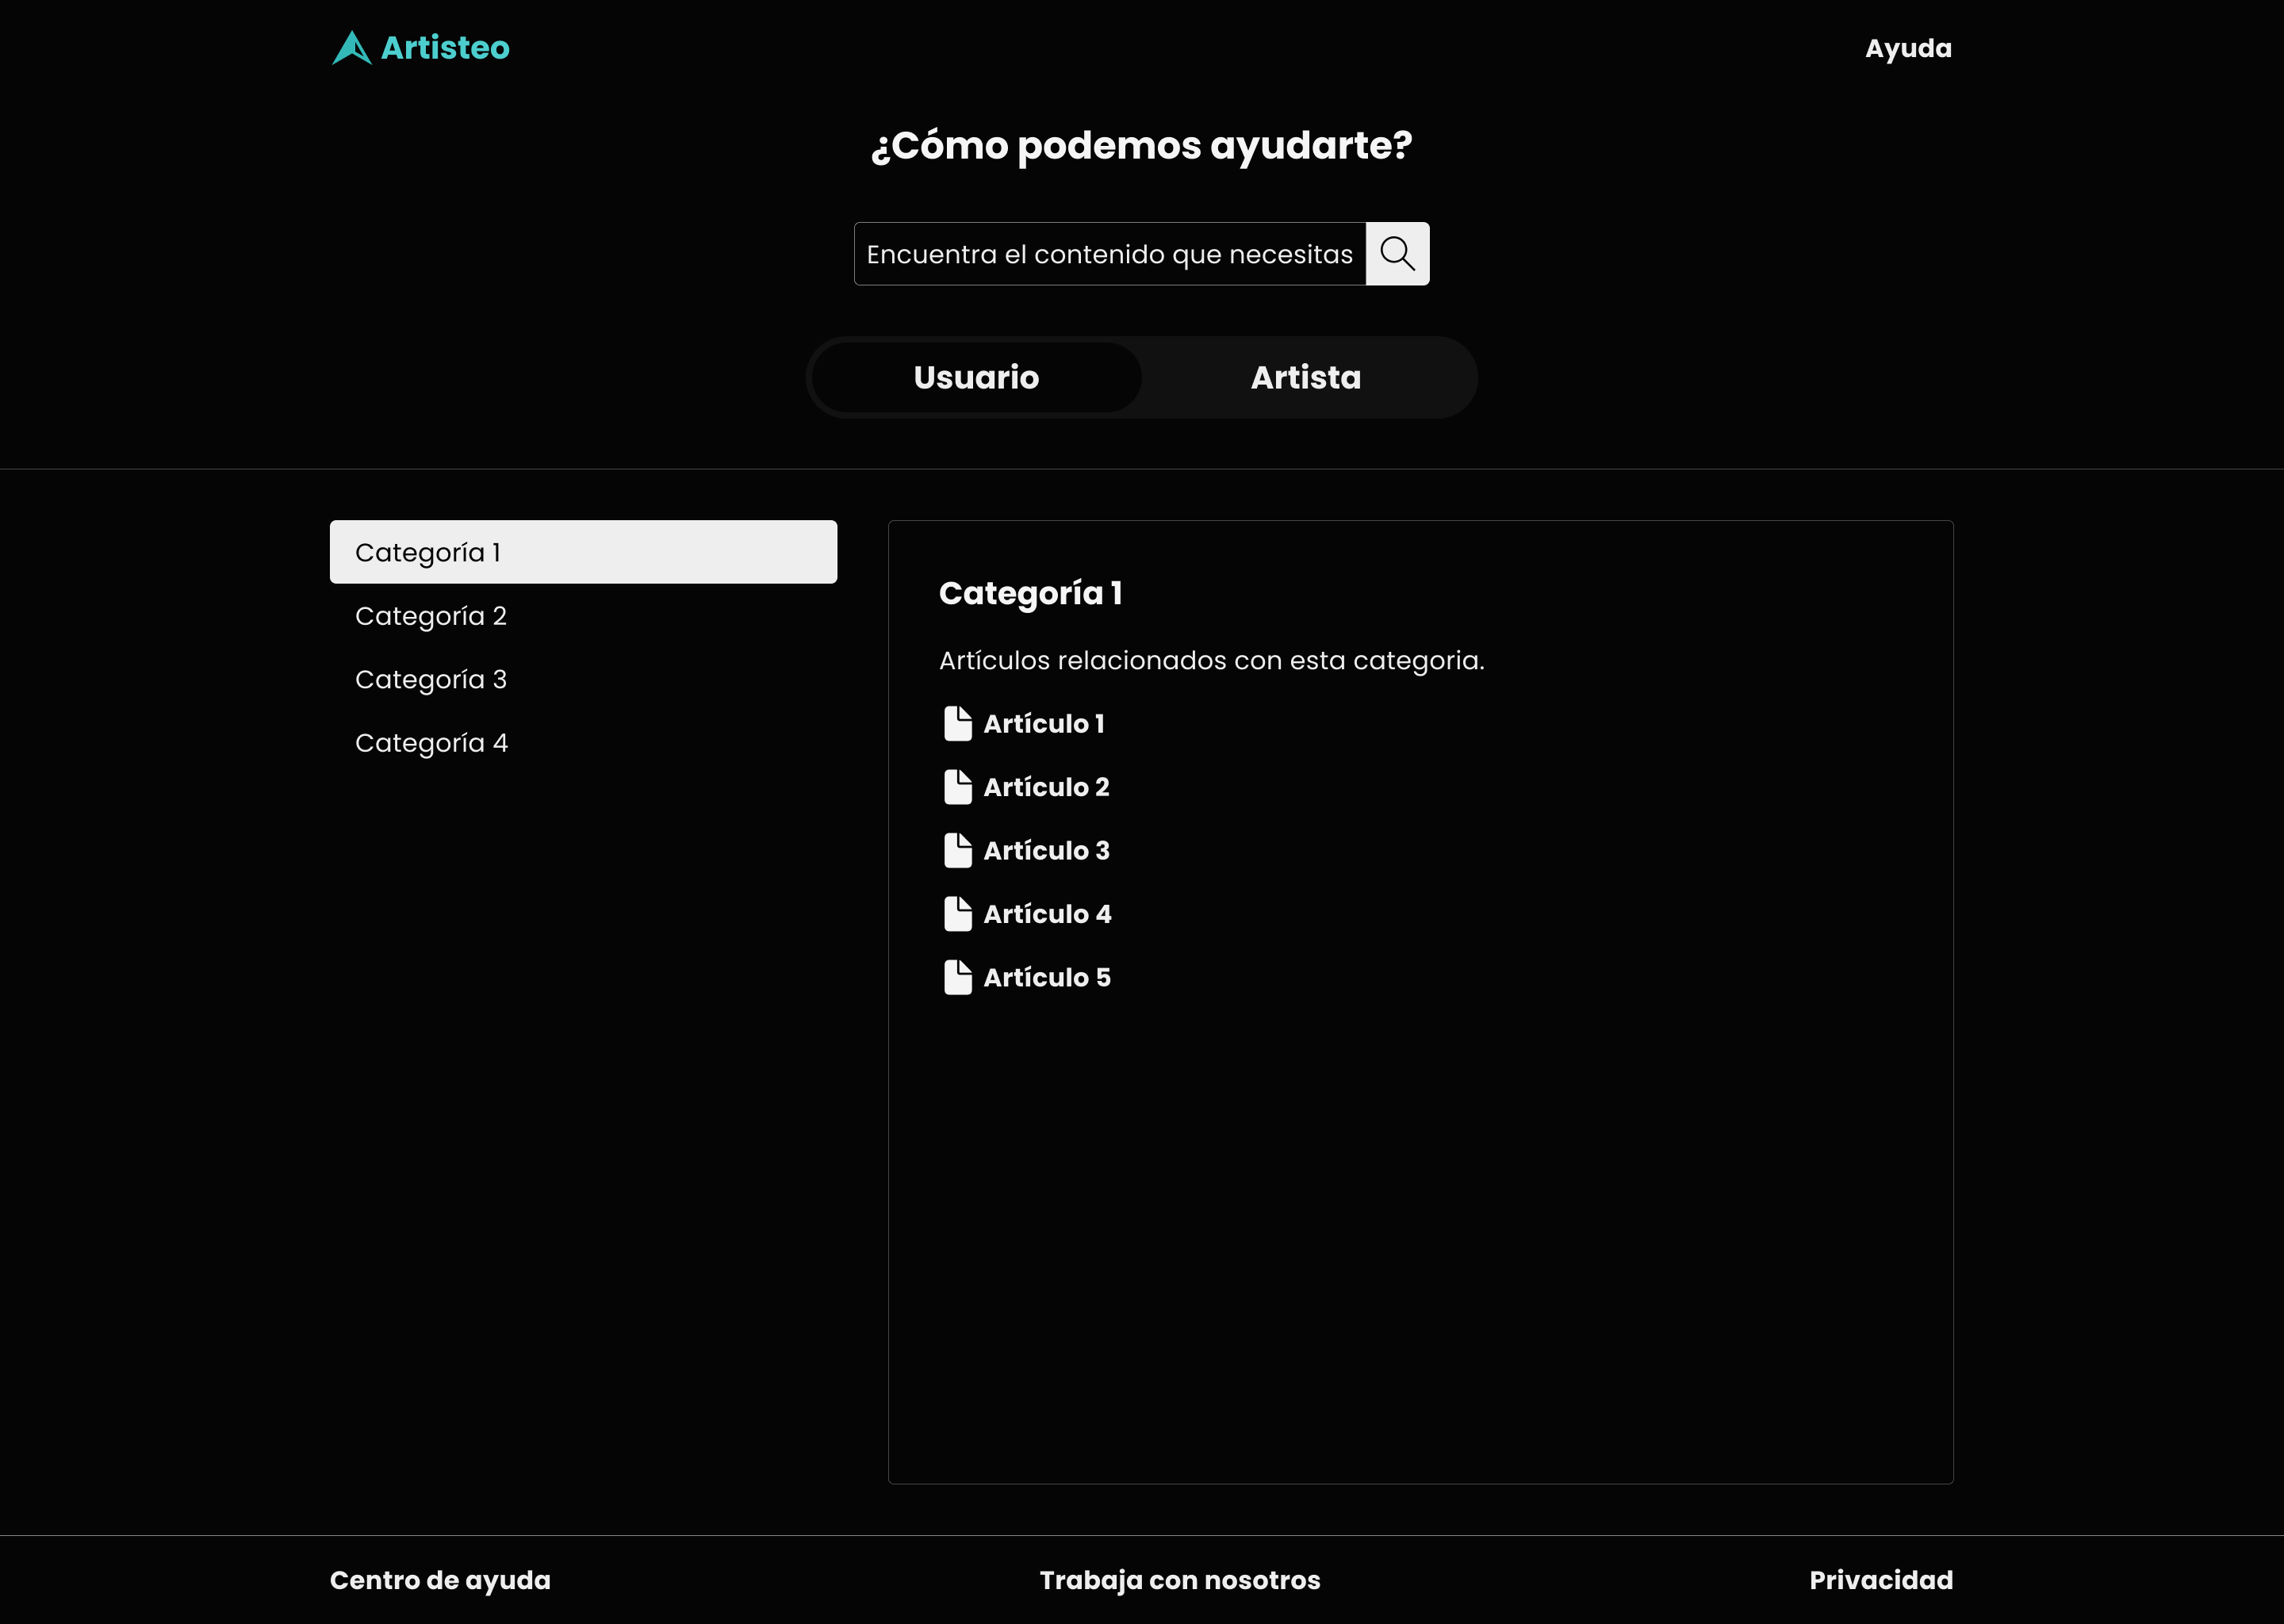 Artisteo
Ayuda
¿Cómo podemos ayudarte?
Encuentra el contenido que necesitas
Usuario
Artista
Categoría 1
Categoría 2
Categoría 3
Categoría 4
Categoría 1
Artículos relacionados con esta categoria.
Artículo 1
Artículo 2
Artículo 3
Artículo 4
Artículo 5
Centro de ayuda
Trabaja con nosotros
Privacidad